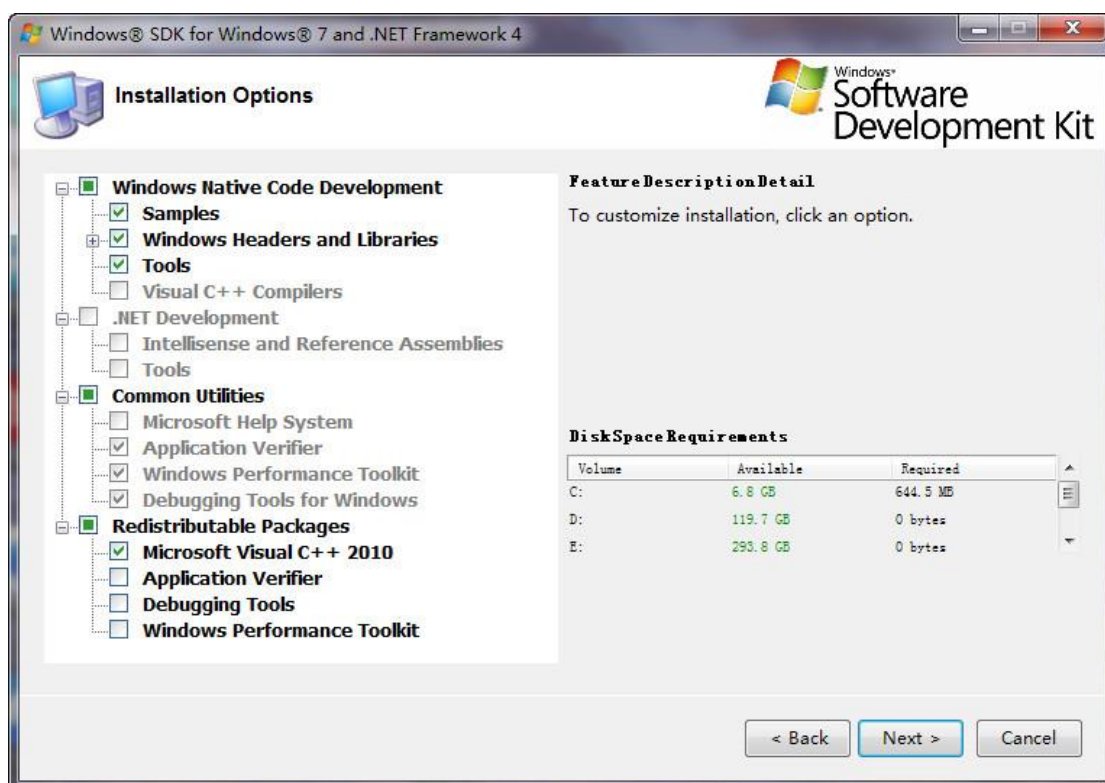 Windows® SDK for Windows® 7 and .NET Framework 4
Installation Options
Windows®
Software
Development Kit
Windows Native Code Development
Samples
Windows Headers and Libraries
Tools
Visual C++ Compilers
.NET Development
Intellisense and Reference Assemblies
Tools
Common Utilities
Microsoft Help System
Application Verifier
Windows Performance Toolkit
Debugging Tools for Windows
Redistributable Packages
Microsoft Visual C++ 2010
Application Verifier
Debugging Tools
Windows Performance Toolkit
FeatureDescriptionDetail
To customize installation, click an option.
DiskSpaceRequirements
Volume Available Required
C: 6.8 GB 644.5 MB
D: 119.7 GB 0 bytes
E: 293.8 GB 0 bytes
< Back Next > Cancel